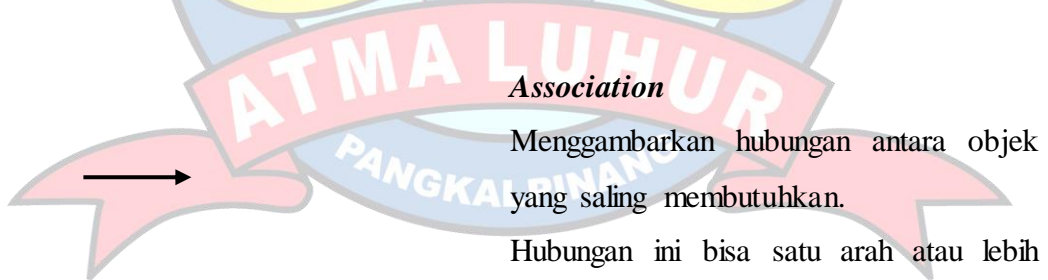 ATMA LUHUR
PANGKALPINANG
Association
Menggambarkan hubungan antara objek
yang saling membutuhkan.
Hubungan ini bisa satu arah atau lebih